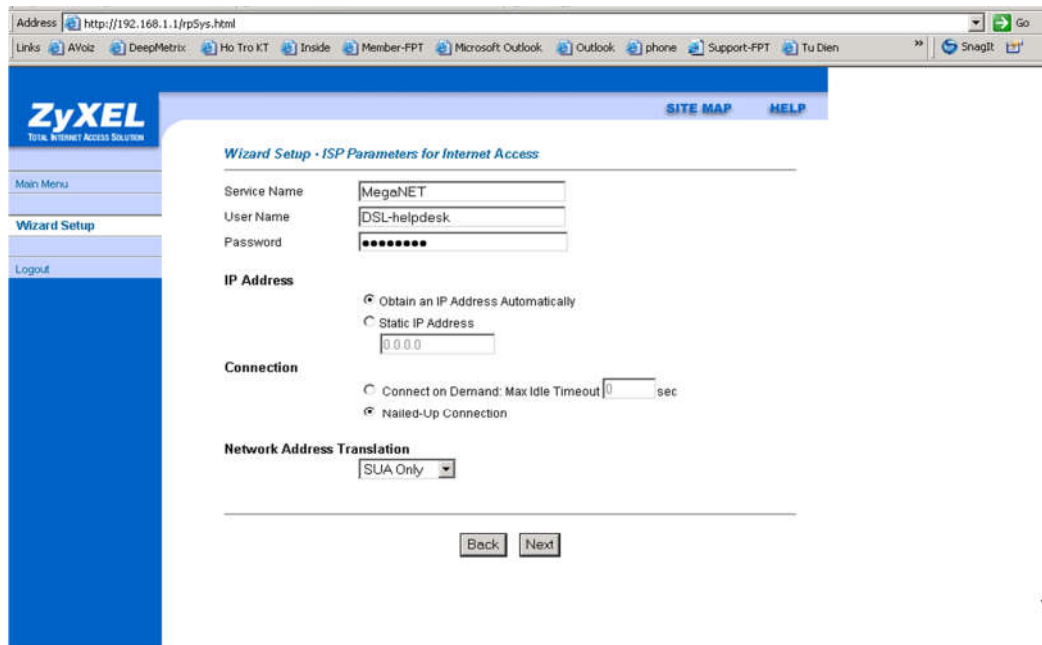 Address http://192.168.1.1/rpSys.html Go
Links AVoiz DeepMetrix Ho Tro KT Inside Member-FPT Microsoft Outlook Outlook phone Support-FPT Tu Dien » SnagIt
ZyXEL
TOTAL INTERNET ACCESS SOLUTION
SITE MAP HELP
Main Menu
Wizard Setup
Logout
Wizard Setup - ISP Parameters for Internet Access
Service Name MegaNET
User Name DSL-helpdesk
Password ●●●●●●●●
IP Address
Obtain an IP Address Automatically
Static IP Address
0.0.0.0
Connection
Connect on Demand: Max Idle Timeout 0 sec
Nailed-Up Connection
Network Address Translation
SUA Only
Back Next